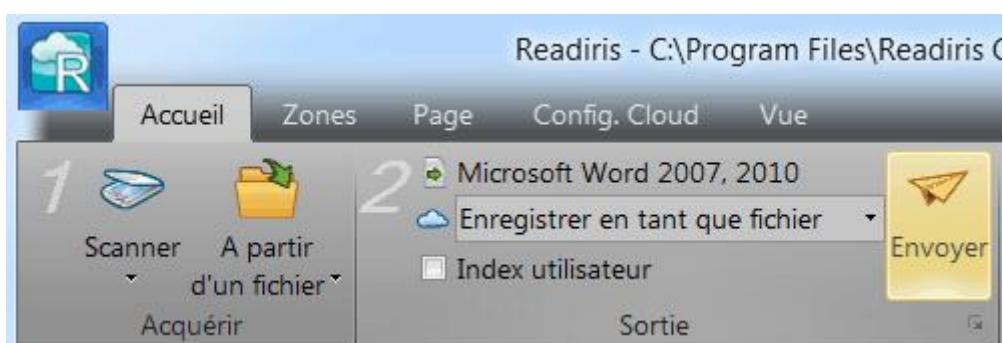 Readiris - C:\Program Files\Readiris
R
Accueil Zones Page Config. Cloud Vue
1
Scanner
A partir
d'un fichier
Acquérir
2
Microsoft Word 2007, 2010
Enregistrer en tant que fichier
Index utilisateur
Envoyer
Sortie